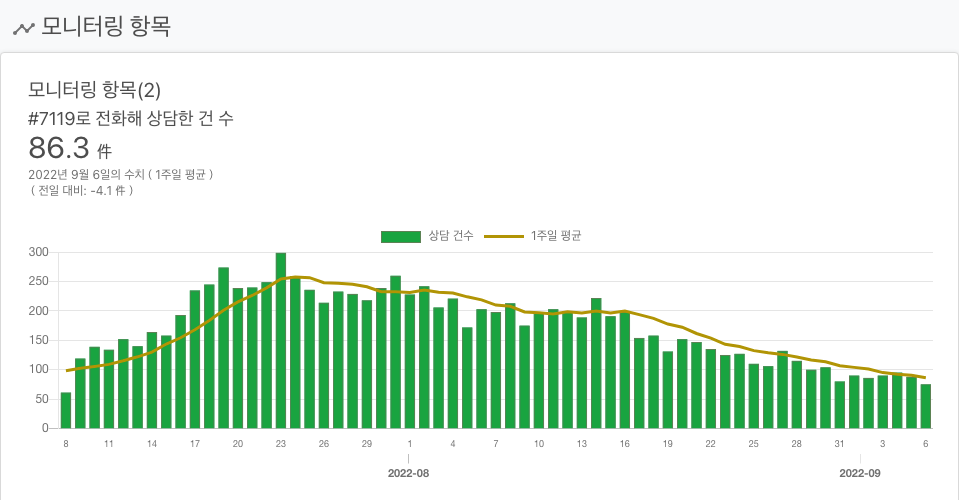 모니터링 항목
모니터링 항목(2)
#7119로 전화해 상담한 건 수
86.3 件
2022년 9월 6일의 수치 ( 1주일 평균 )
( 전일 대비: -4.1 件 )
상담 건수 1주일 평균
300
250
200
150
100
50
0
8 11 14 17 20 23 26 29 1 4 7 10 13 16 19 22 25 28 31 3 6
2022-08 2022-09